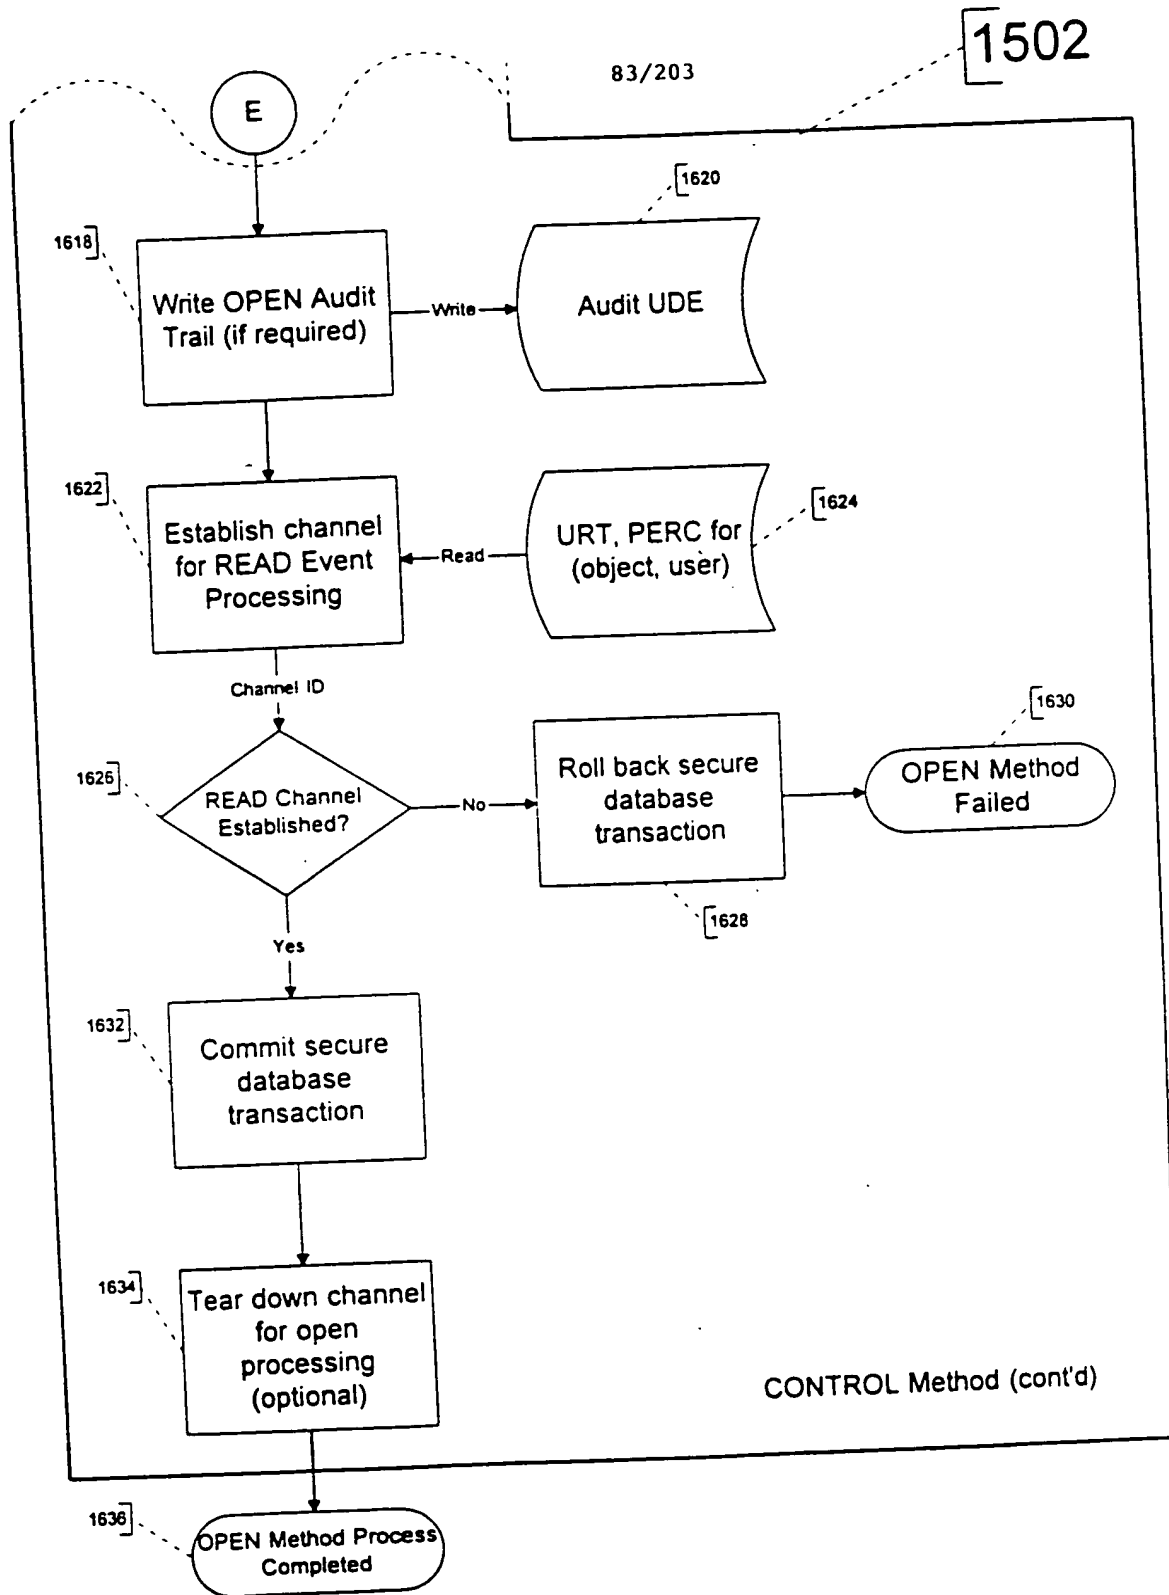 1502
83/203
E
1620
1618
Write OPEN Audit
Trail (if required)
Write
Audit UDE
1622
Establish channel
for READ Event
Processing
Read
URT, PERC for
(object, user)
1624
Channel ID
1626
READ Channel
Established?
No
Roll back secure
database
transaction
1628
1630
OPEN Method
Failed
Yes
1632
Commit secure
database
transaction
1634
Tear down channel
for open
processing
(optional)
CONTROL Method (cont'd)
1636
OPEN Method Process
Completed